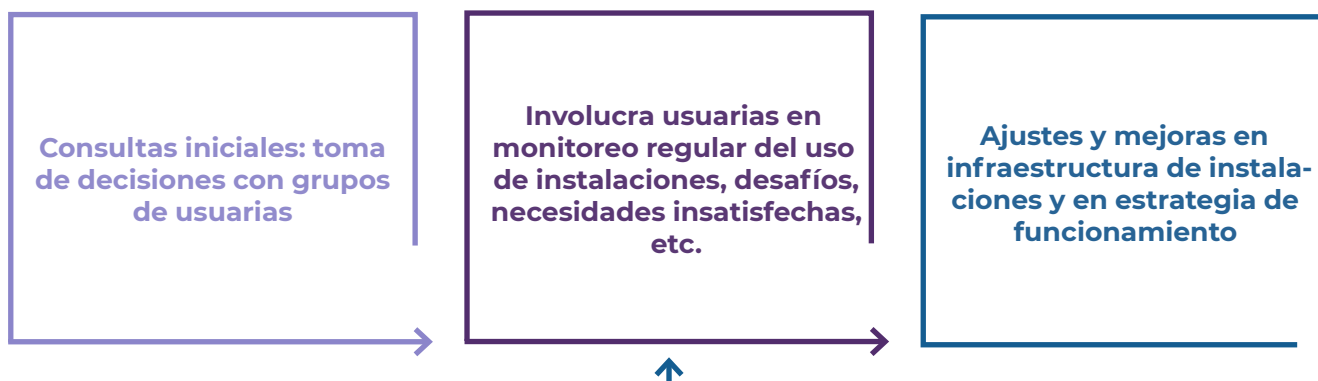 Consultas iniciales: toma
de decisiones con grupos
de usuarias
Involucra usuarias en
monitoreo regular del uso
de instalaciones, desafíos,
necesidades insatisfechas,
etc.
Ajustes y mejoras en
infraestructura de instala-
ciones y en estrategia de
funcionamiento